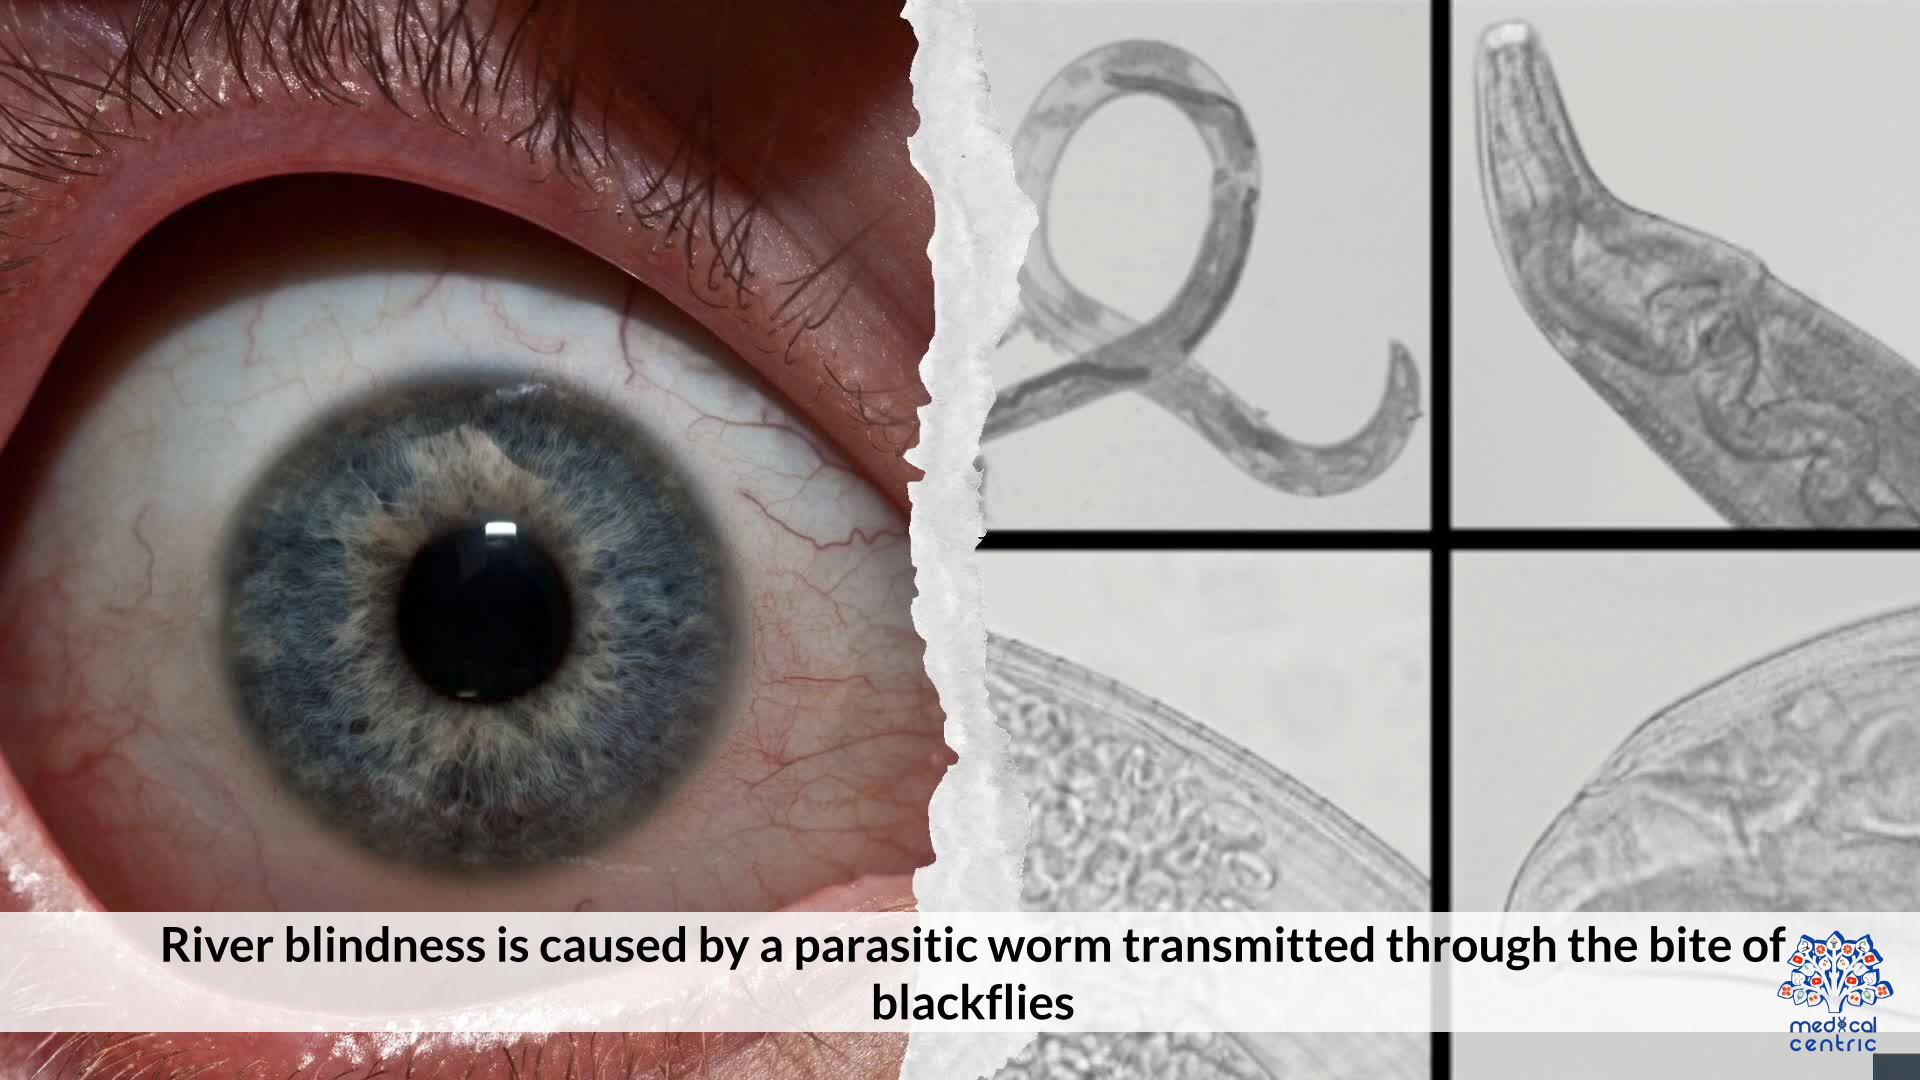 River blindness is caused by a parasitic worm transmitted through the bite of
blackflies
medical
centric